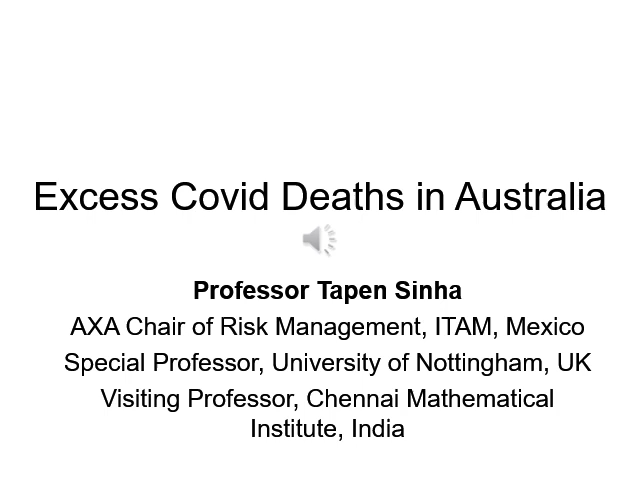 Excess Covid Deaths in Australia
Professor Tapen Sinha
AXA Chair of Risk Management, ITAM, Mexico
Special Professor, University of Nottingham, UK
Visiting Professor, Chennai Mathematical
Institute, India